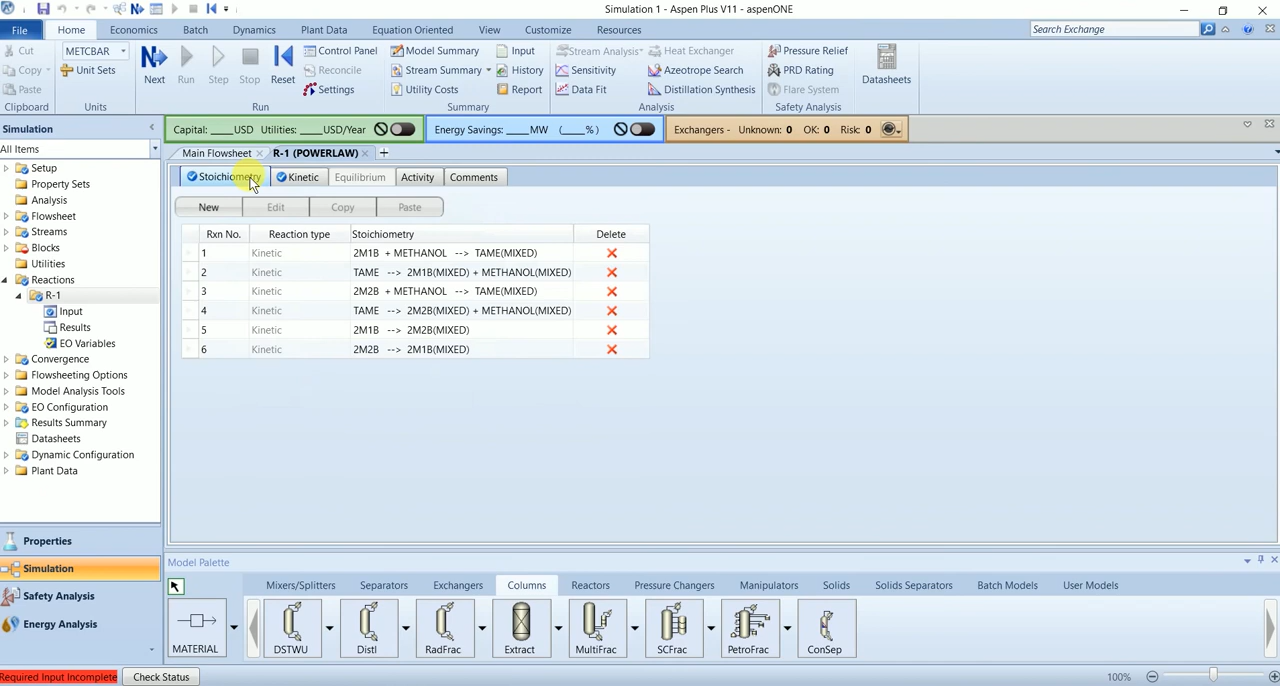 Simulation 1 - Aspen Plus V11 - aspenONE
File Home Economics Batch Dynamics Plant Data Equation Oriented View Customize Resources Search Exchange
Cut METCBAR Control Panel Model Summary Input Stream Analysis Heat Exchanger Pressure Relief
Copy Unit Sets Next Run Step Stop Reset Reconcile Stream Summary History Sensitivity Azeotrope Search PRD Rating Datasheets
Paste Settings Utility Costs Report Data Fit Distillation Synthesis Flare System
Clipboard Units Run Summary Analysis Safety Analysis
Simulation Capital: ____USD Utilities: ____USD/Year Energy Savings: ____MW (____%) Exchangers - Unknown: 0 OK: 0 Risk: 0
All Items Main Flowsheet R-1 (POWERLAW) +
Setup
Property Sets
Analysis
Flowsheet
Streams
Blocks
Utilities
Reactions
R-1
Input
Results
EO Variables
Convergence
Flowsheeting Options
Model Analysis Tools
EO Configuration
Results Summary
Datasheets
Dynamic Configuration
Plant Data
Properties
Simulation
Safety Analysis
Energy Analysis
Stoichiometry Kinetic Equilibrium Activity Comments
New Edit Copy Paste
Rxn No. Reaction type Stoichiometry Delete
1 Kinetic 2M1B + METHANOL --> TAME(MIXED)
2 Kinetic TAME --> 2M1B(MIXED) + METHANOL(MIXED)
3 Kinetic 2M2B + METHANOL --> TAME(MIXED)
4 Kinetic TAME --> 2M2B(MIXED) + METHANOL(MIXED)
5 Kinetic 2M1B --> 2M2B(MIXED)
6 Kinetic 2M2B --> 2M1B(MIXED)
Model Palette
Mixers/Splitters Separators Exchangers Columns Reactors Pressure Changers Manipulators Solids Solids Separators Batch Models User Models
MATERIAL DSTWU Distl RadFrac Extract MultiFrac SCFrac PetroFrac ConSep
Required Input Incomplete Check Status 100%